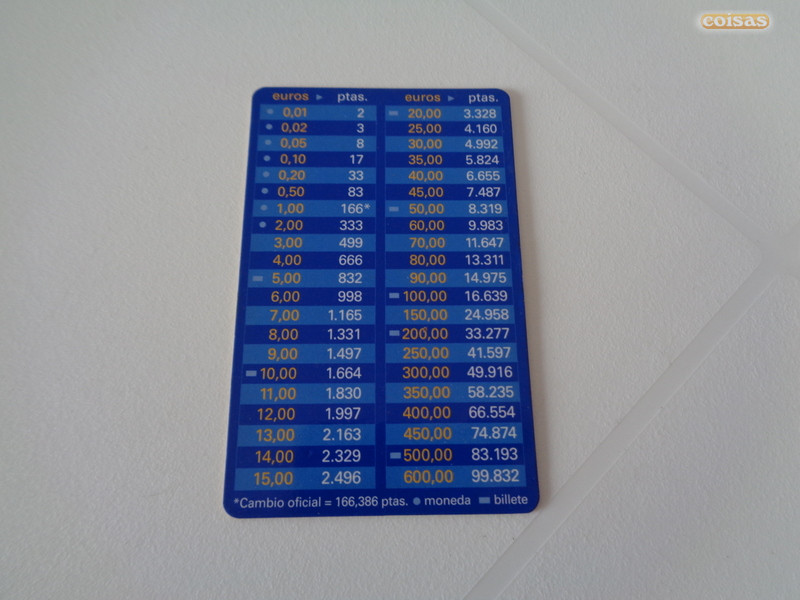 coisas
euros ▸ ptas. euros ▸ ptas.
0,01 2 20,00 3.328
0,02 3 25,00 4.160
0,05 8 30,00 4.992
0,10 17 35,00 5.824
0,20 33 40,00 6.655
0,50 83 45,00 7.487
1,00 166* 50,00 8.319
2,00 333 60,00 9.983
3,00 499 70,00 11.647
4,00 666 80,00 13.311
5,00 832 90,00 14.975
6,00 998 100,00 16.639
7,00 1.165 150,00 24.958
8,00 1.331 200,00 33.277
9,00 1.497 250,00 41.597
10,00 1.664 300,00 49.916
11,00 1.830 350,00 58.235
12,00 1.997 400,00 66.554
13,00 2.163 450,00 74.874
14,00 2.329 500,00 83.193
15,00 2.496 600,00 99.832
*Cambio oficial = 166,386 ptas. moneda billete